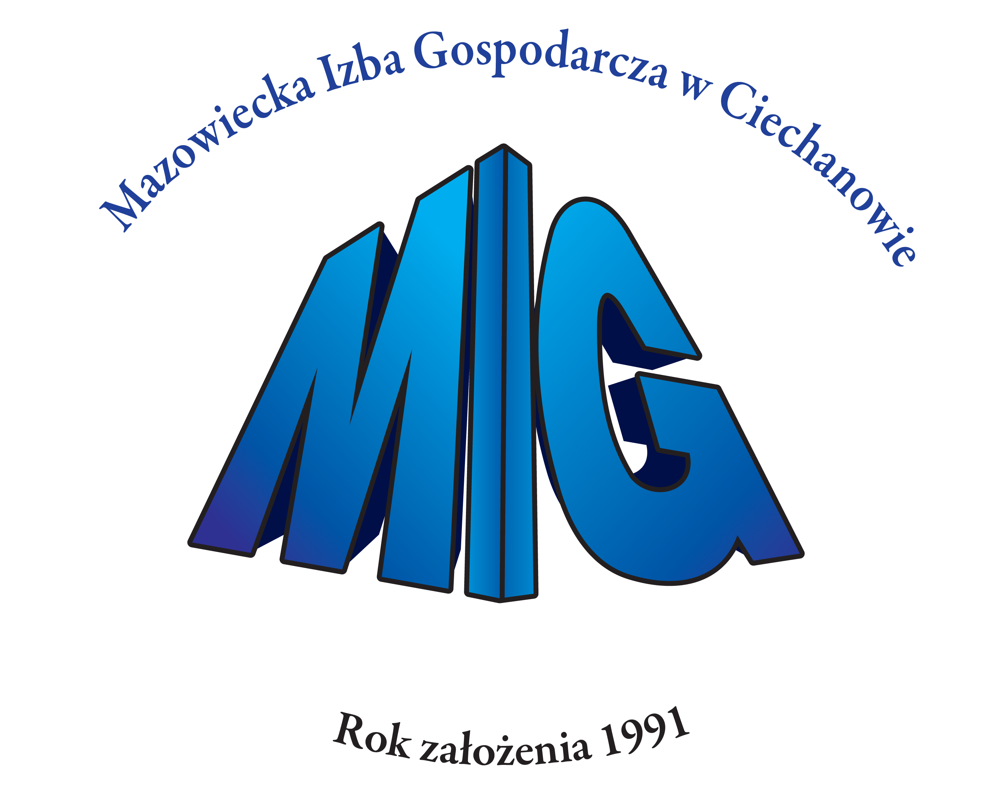 Mazowiecka Izba Gospodarcza w Ciechanowie
MIG
Rok założenia 1991